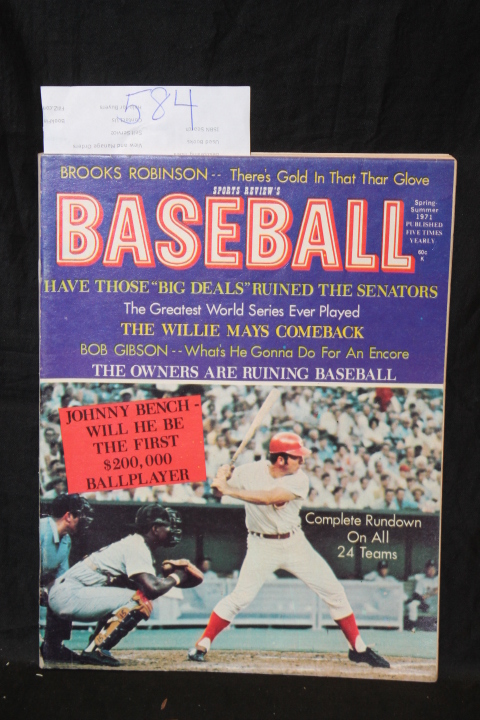 584
BROOKS ROBINSON -- There's Gold In That Thar Glove
SPORTS REVIEW'S
BASEBALL
Spring-
Summer
1971
PUBLISHED
FIVE TIMES
YEARLY
60c
K
HAVE THOSE "BIG DEALS" RUINED THE SENATORS
The Greatest World Series Ever Played
THE WILLIE MAYS COMEBACK
BOB GIBSON -- What's He Gonna Do For An Encore
THE OWNERS ARE RUINING BASEBALL
JOHNNY BENCH -
WILL HE BE
THE FIRST
$200,000
BALLPLAYER
Complete Rundown
On All
24 Teams